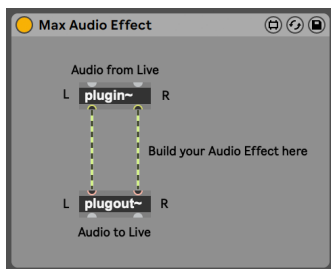 Max Audio Effect
Audio from Live
L plugin~ R
Build your Audio Effect here
L plugout~ R
Audio to Live